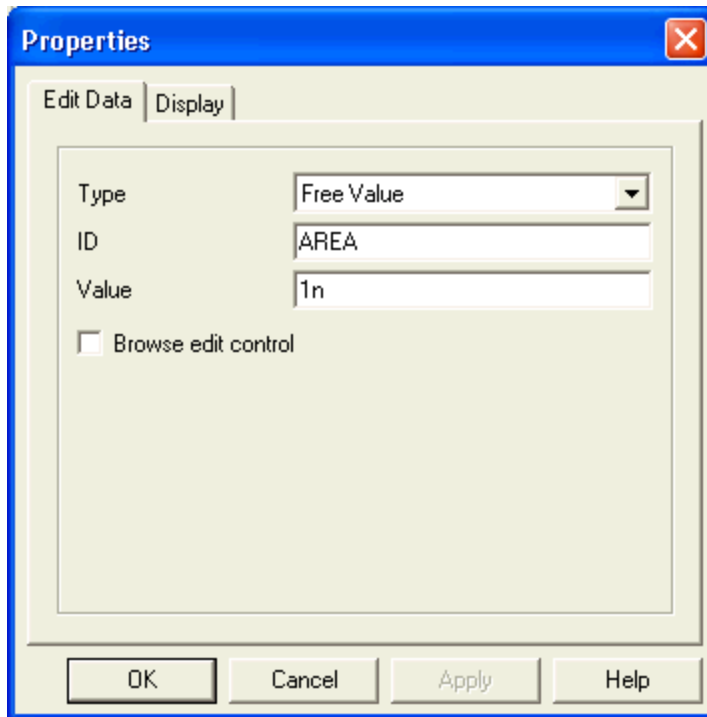 Properties
Edit Data Display
Type Free Value
ID AREA
Value 1n
Browse edit control
OK Cancel Apply Help